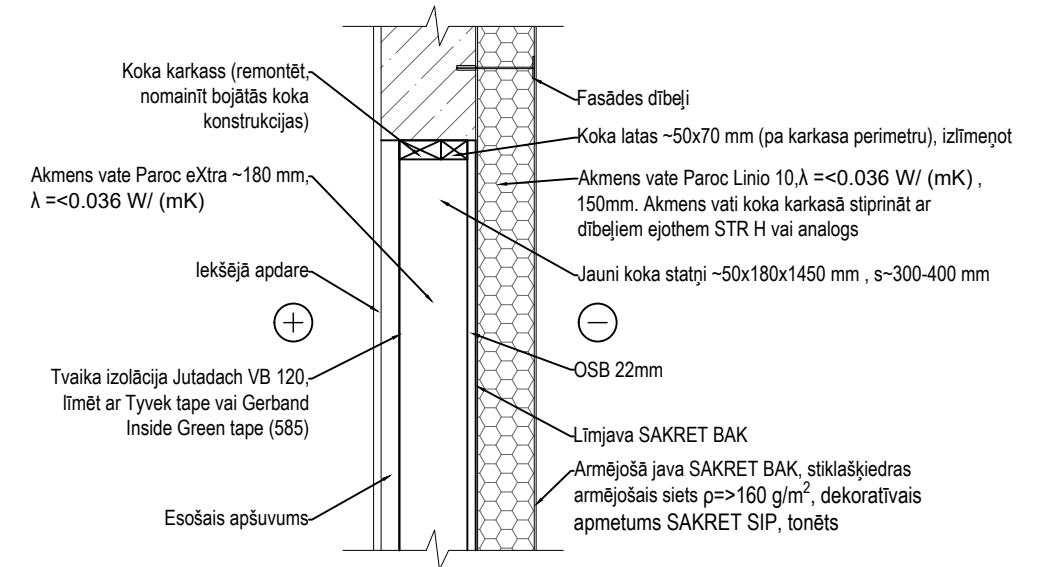 Koka karkass (remontēt,
nomainīt bojātās koka
konstrukcijas)
Akmens vate Paroc eXtra ~180 mm,
λ =<0.036 W/ (mK)
Iekšējā apdare
+
Tvaika izolācija Jutadach VB 120,
līmēt ar Tyvek tape vai Gerband
Inside Green tape (585)
Esošais apšuvums
Fasādes dībeļi
Koka latas ~50x70 mm (pa karkasa perimetru), izlīmeņot
Akmens vate Paroc Linio 10,λ =<0.036 W/ (mK) ,
150mm. Akmens vati koka karkasā stiprināt ar
dībeļiem ejothem STR H vai analogs
Jauni koka statņi ~50x180x1450 mm , s~300-400 mm
−
OSB 22mm
Līmjava SAKRET BAK
Armējošā java SAKRET BAK, stiklašķiedras
armējošais siets ρ=>160 g/m², dekoratīvais
apmetums SAKRET SIP, tonēts